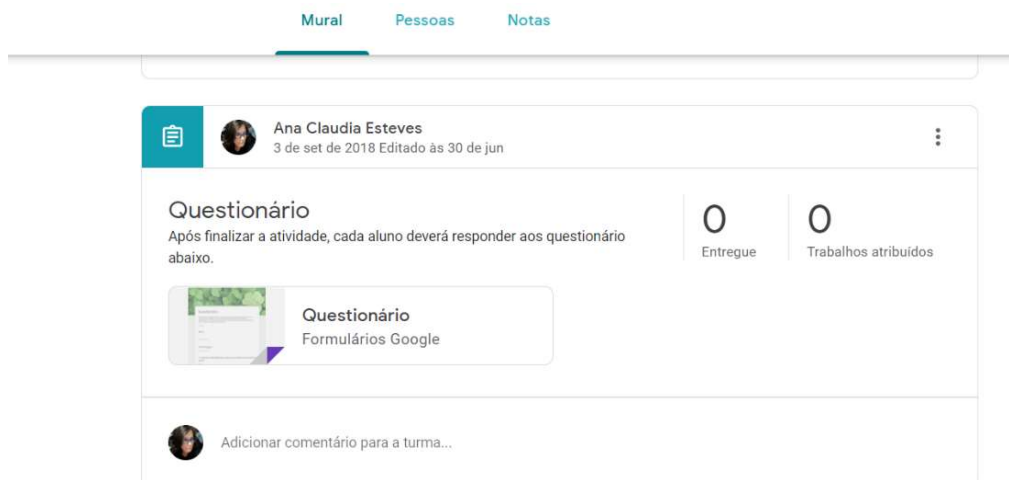 Mural Pessoas Notas
Ana Claudia Esteves
3 de set de 2018 Editado às 30 de jun
Questionário
Após finalizar a atividade, cada aluno deverá responder aos questionário
abaixo.
0 0
Entregue Trabalhos atribuídos
Questionário
Formulários Google
Adicionar comentário para a turma...